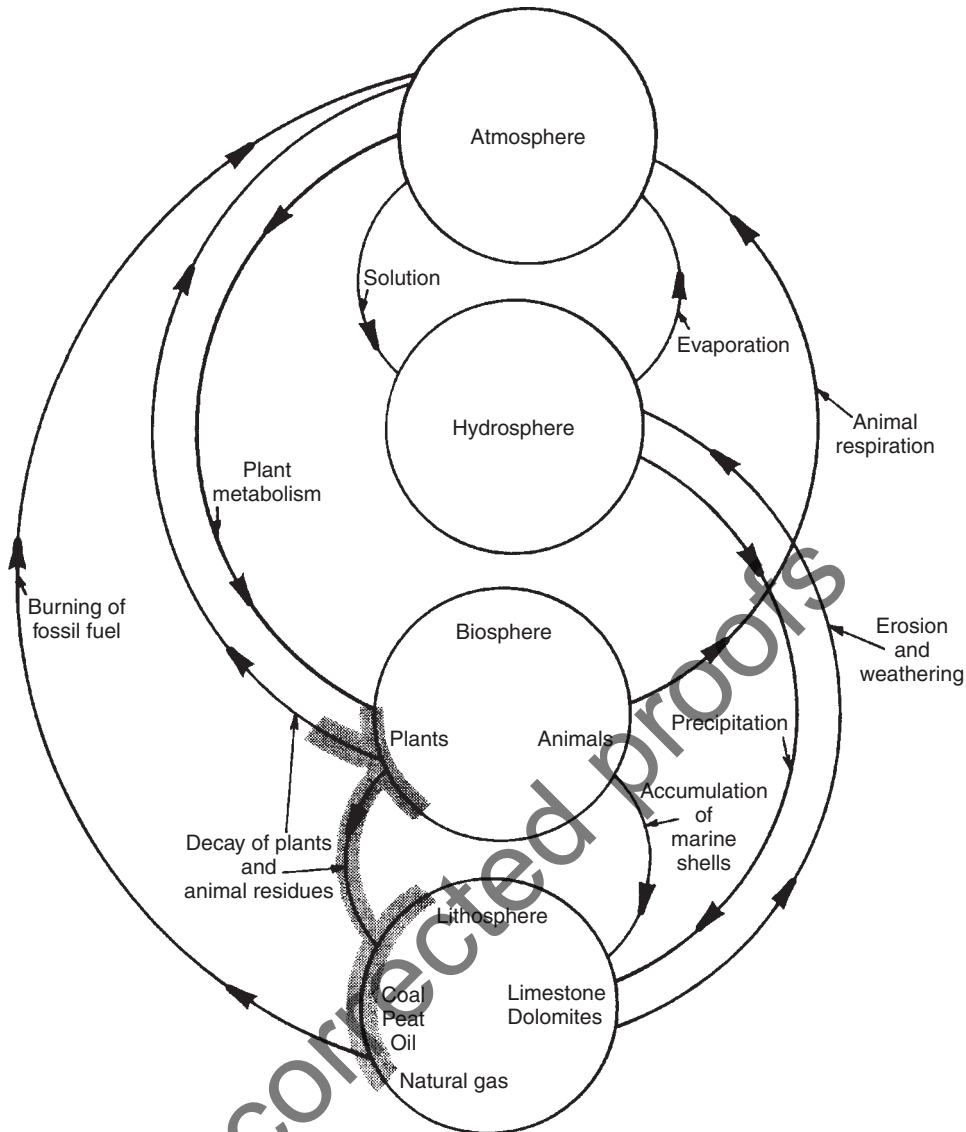 Atmosphere
Solution
Evaporation
Hydrosphere
Animal
respiration
Plant
metabolism
Burning of
fossil fuel
Biosphere
Erosion
and
weathering
Plants
Animals
Precipitation
Accumulation
of
marine
shells
Decay of plants
and
animal residues
Lithosphere
Coal
Peat
Oil
Limestone
Dolomites
Natural gas
corrected proofs